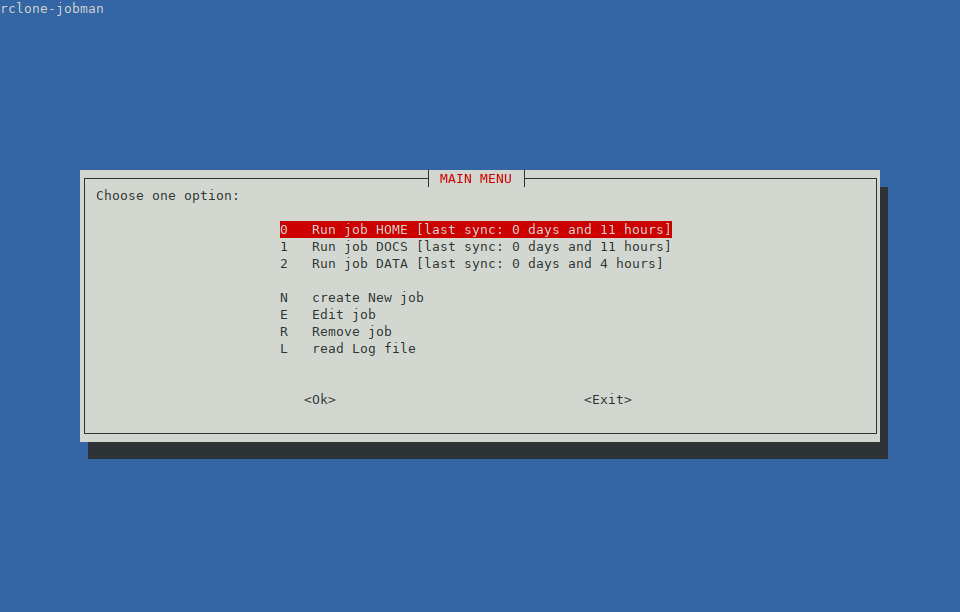 rclone-jobman
MAIN MENU
Choose one option:
0 Run job HOME [last sync: 0 days and 11 hours]
1 Run job DOCS [last sync: 0 days and 11 hours]
2 Run job DATA [last sync: 0 days and 4 hours]
N create New job
E Edit job
R Remove job
L read Log file
<Ok> <Exit>